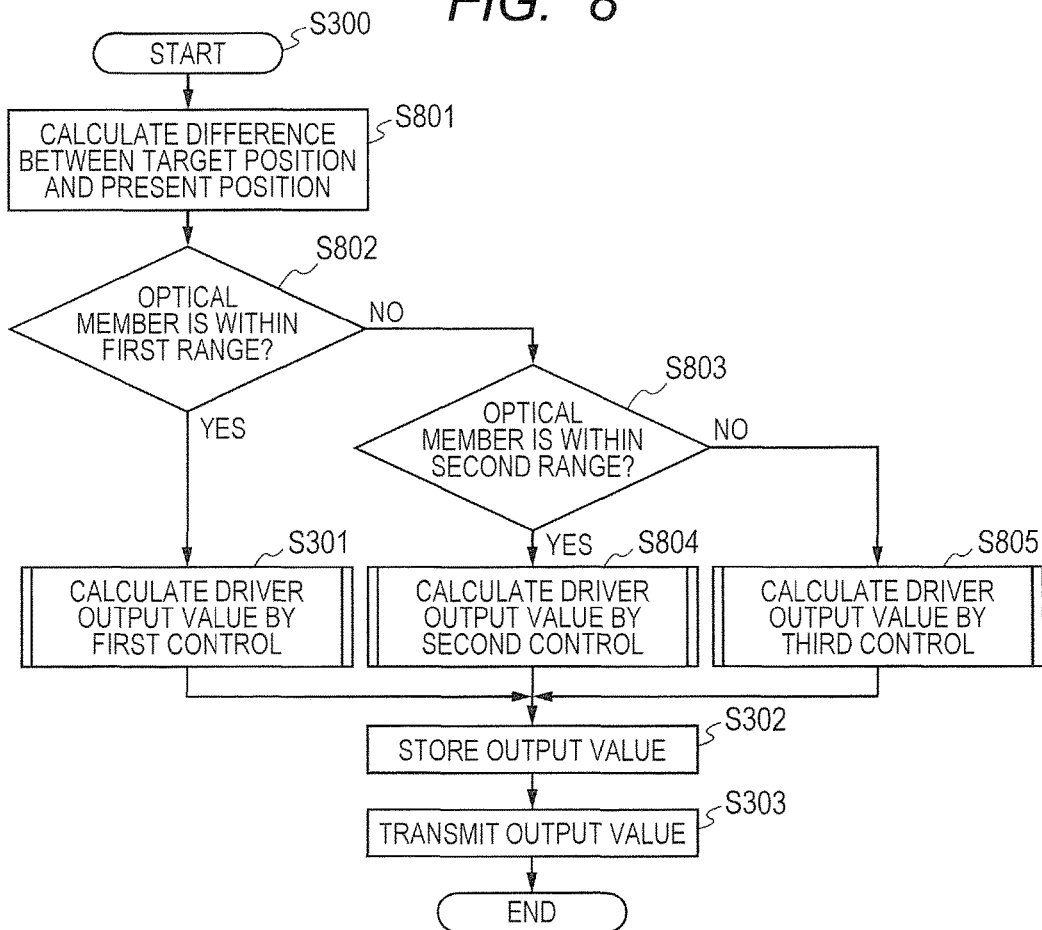 FIG. 8
START
S300
CALCULATE DIFFERENCE
BETWEEN TARGET POSITION
AND PRESENT POSITION
S801
S802
OPTICAL
MEMBER IS WITHIN
FIRST RANGE?
NO
YES
S803
OPTICAL
MEMBER IS WITHIN
SECOND RANGE?
NO
YES
S301
CALCULATE DRIVER
OUTPUT VALUE BY
FIRST CONTROL
S804
CALCULATE DRIVER
OUTPUT VALUE BY
SECOND CONTROL
S805
CALCULATE DRIVER
OUTPUT VALUE BY
THIRD CONTROL
S302
STORE OUTPUT VALUE
S303
TRANSMIT OUTPUT VALUE
END